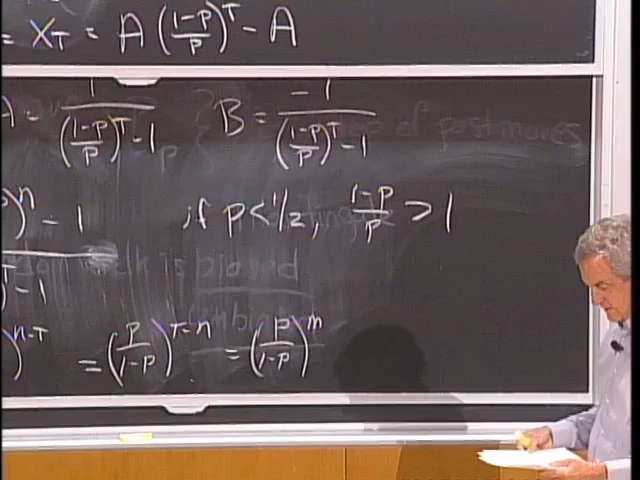 = X_T = A ((1-p)/p)^T - A
A = 1/(((1-p)/p)^T - 1)   B = -1/(((1-p)/p)^T - 1)
)^n - 1   if p < 1/2, (1-p)/p > 1
)^T - 1
)^{n-T} = (p/(1-p))^{T-n} = (p/(1-p))^m